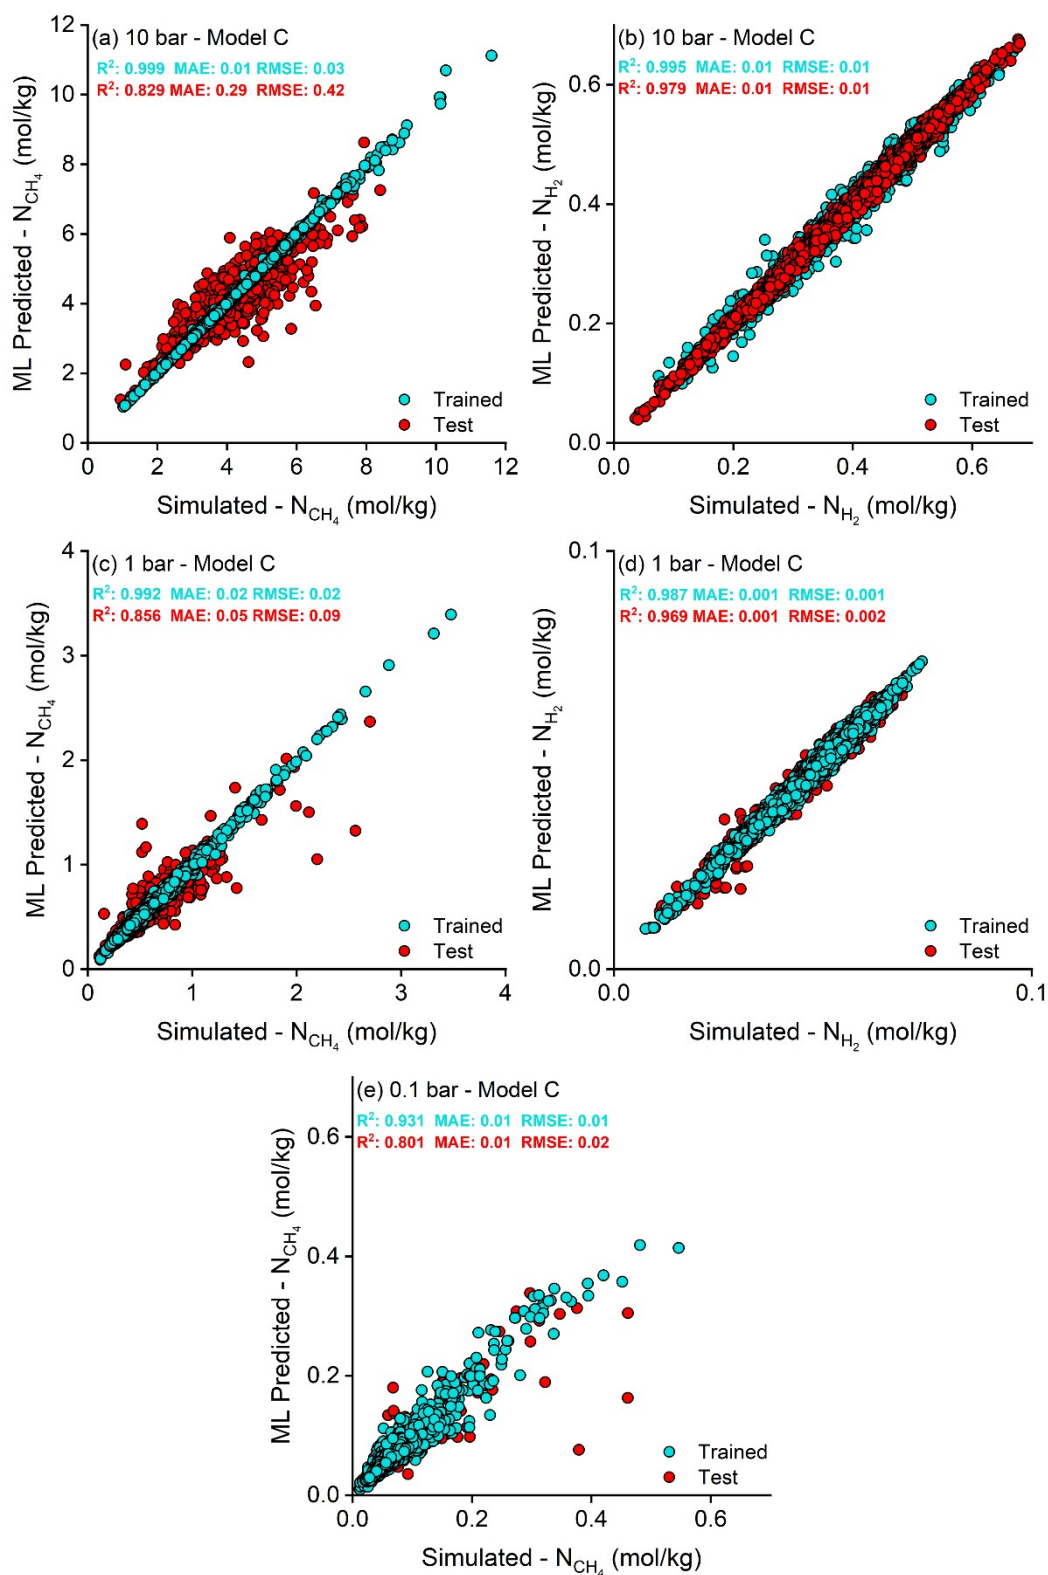 (a) 10 bar - Model C
R²: 0.999 MAE: 0.01 RMSE: 0.03
R²: 0.829 MAE: 0.29 RMSE: 0.42
12
10
8
6
4
2
0
ML Predicted - N_CH₄ (mol/kg)
Trained
Test
0 2 4 6 8 10 12
Simulated - N_CH₄ (mol/kg)
(b) 10 bar - Model C
R²: 0.995 MAE: 0.01 RMSE: 0.01
R²: 0.979 MAE: 0.01 RMSE: 0.01
0.6
0.4
0.2
0.0
ML Predicted - N_H₂ (mol/kg)
Trained
Test
0.0 0.2 0.4 0.6
Simulated - N_H₂ (mol/kg)
(c) 1 bar - Model C
R²: 0.992 MAE: 0.02 RMSE: 0.02
R²: 0.856 MAE: 0.05 RMSE: 0.09
4
3
2
1
0
ML Predicted - N_CH₄ (mol/kg)
Trained
Test
0 1 2 3 4
Simulated - N_CH₄ (mol/kg)
(d) 1 bar - Model C
R²: 0.987 MAE: 0.001 RMSE: 0.001
R²: 0.969 MAE: 0.001 RMSE: 0.002
0.1
0.0
ML Predicted - N_H₂ (mol/kg)
Trained
Test
0.0 0.1
Simulated - N_H₂ (mol/kg)
(e) 0.1 bar - Model C
R²: 0.931 MAE: 0.01 RMSE: 0.01
R²: 0.801 MAE: 0.01 RMSE: 0.02
0.6
0.4
0.2
0.0
ML Predicted - N_CH₄ (mol/kg)
Trained
Test
0.0 0.2 0.4 0.6
Simulated - N_CH₄ (mol/kg)